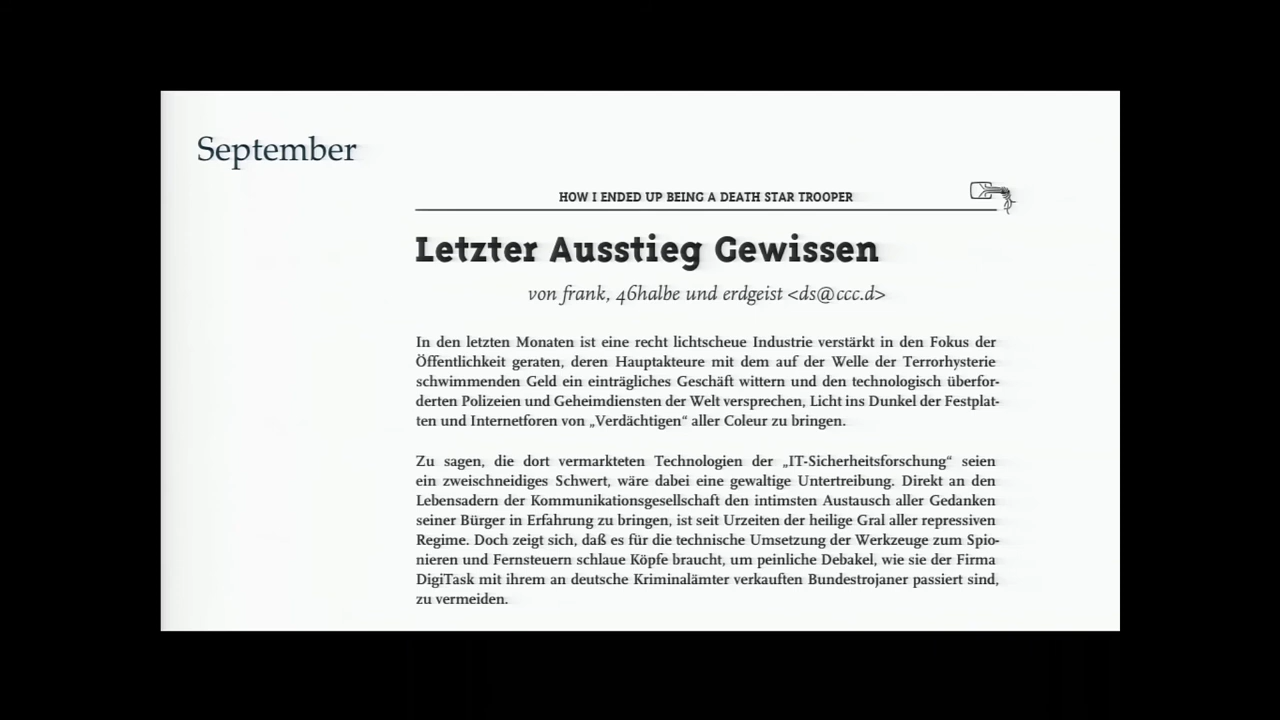 September
HOW I ENDED UP BEING A DEATH STAR TROOPER
Letzter Ausstieg Gewissen
von frank, 46halbe und erdgeist <ds@ccc.d>
In den letzten Monaten ist eine recht lichtscheue Industrie verstärkt in den Fokus der
Öffentlichkeit geraten, deren Hauptakteure mit dem auf der Welle der Terrorhysterie
schwimmenden Geld ein einträgliches Geschäft wittern und den technologisch überfor-
derten Polizeien und Geheimdiensten der Welt versprechen, Licht ins Dunkel der Festplat-
ten und Internetforen von „Verdächtigen“ aller Coleur zu bringen.
Zu sagen, die dort vermarkteten Technologien der „IT-Sicherheitsforschung“ seien
ein zweischneidiges Schwert, wäre dabei eine gewaltige Untertreibung. Direkt an den
Lebensadern der Kommunikationsgesellschaft den intimsten Austausch aller Gedanken
seiner Bürger in Erfahrung zu bringen, ist seit Urzeiten der heilige Gral aller repressiven
Regime. Doch zeigt sich, daß es für die technische Umsetzung der Werkzeuge zum Spio-
nieren und Fernsteuern schlaue Köpfe braucht, um peinliche Debakel, wie sie der Firma
DigiTask mit ihrem an deutsche Kriminalämter verkauften Bundestrojaner passiert sind,
zu vermeiden.